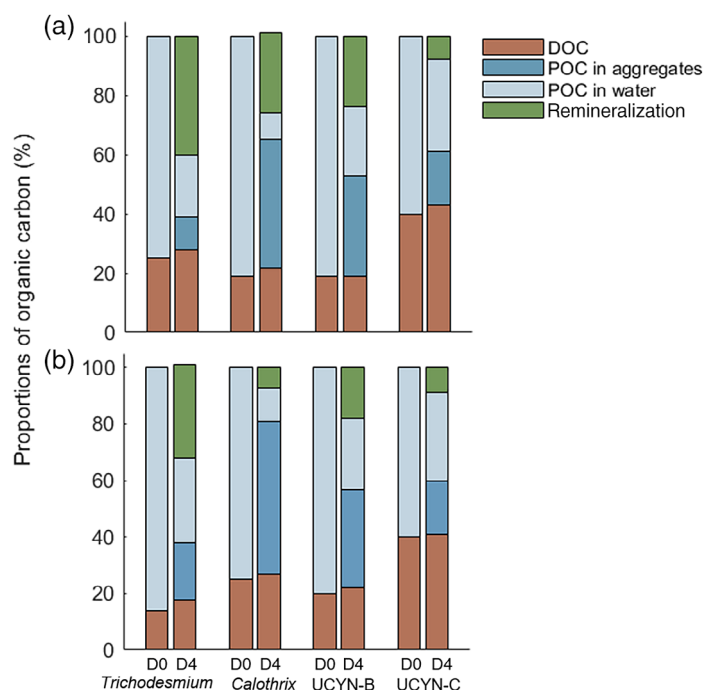 (a)
100
80
60
40
20
0
DOC
POC in aggregates
POC in water
Remineralization
Proportions of organic carbon (%)
(b)
100
80
60
40
20
0
D0 D4 D0 D4 D0 D4 D0 D4
Trichodesmium Calothrix UCYN-B UCYN-C